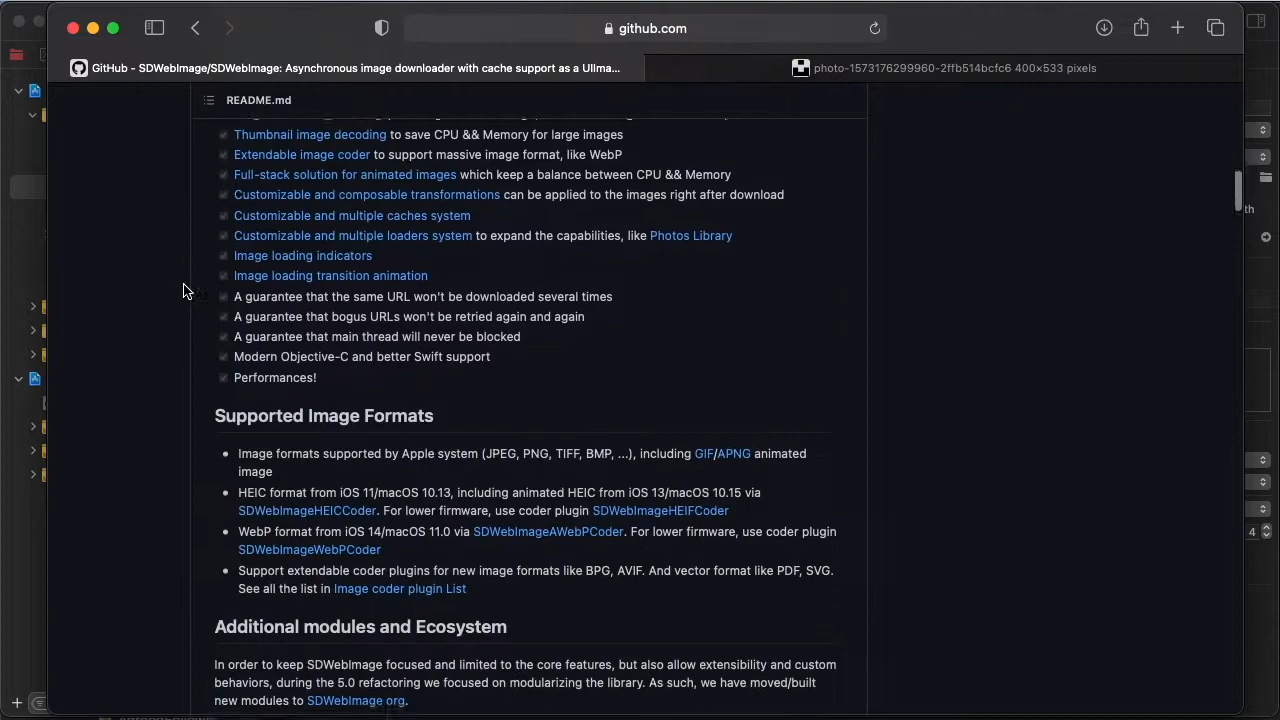 github.com
GitHub - SDWebImage/SDWebImage: Asynchronous image downloader with cache support as a UIIma...
photo-1573176299960-2ffb514bcfc6 400×533 pixels
README.md
Thumbnail image decoding to save CPU && Memory for large images
Extendable image coder to support massive image format, like WebP
Full-stack solution for animated images which keep a balance between CPU && Memory
Customizable and composable transformations can be applied to the images right after download
Customizable and multiple caches system
Customizable and multiple loaders system to expand the capabilities, like Photos Library
Image loading indicators
Image loading transition animation
A guarantee that the same URL won't be downloaded several times
A guarantee that bogus URLs won't be retried again and again
A guarantee that main thread will never be blocked
Modern Objective-C and better Swift support
Performances!
Supported Image Formats
Image formats supported by Apple system (JPEG, PNG, TIFF, BMP, ...), including GIF/APNG animated
image
HEIC format from iOS 11/macOS 10.13, including animated HEIC from iOS 13/macOS 10.15 via
SDWebImageHEICCoder. For lower firmware, use coder plugin SDWebImageHEIFCoder
WebP format from iOS 14/macOS 11.0 via SDWebImageAWebPCoder. For lower firmware, use coder plugin
SDWebImageWebPCoder
Support extendable coder plugins for new image formats like BPG, AVIF. And vector format like PDF, SVG.
See all the list in Image coder plugin List
Additional modules and Ecosystem
In order to keep SDWebImage focused and limited to the core features, but also allow extensibility and custom
behaviors, during the 5.0 refactoring we focused on modularizing the library. As such, we have moved/built
new modules to SDWebImage org.
th
4